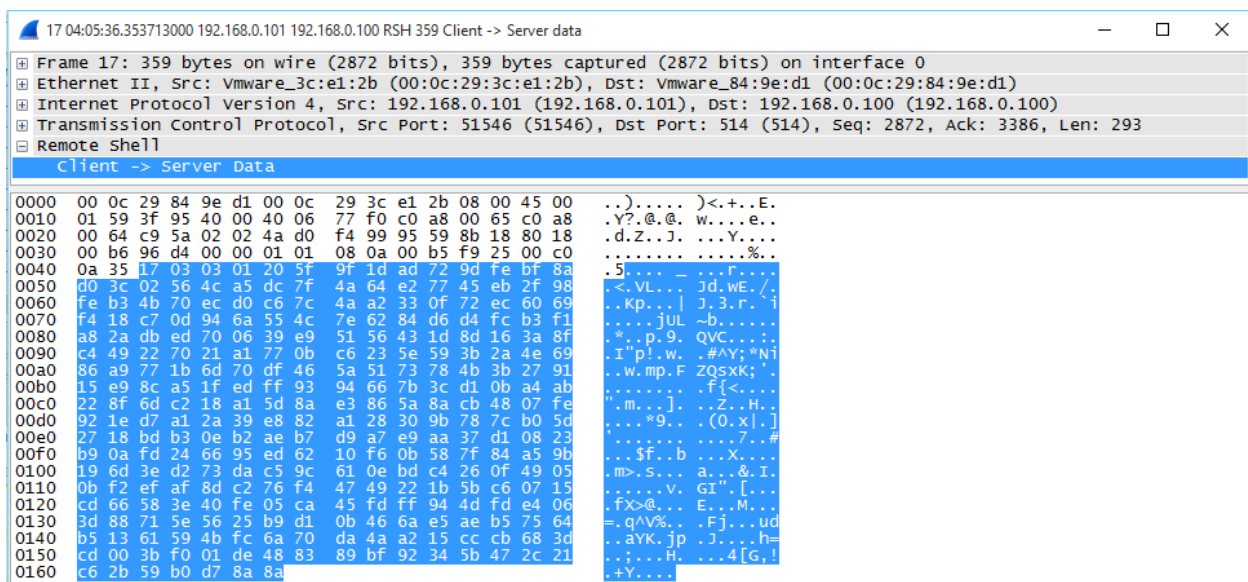 17 04:05:36.353713000 192.168.0.101 192.168.0.100 RSH 359 Client -> Server data
Frame 17: 359 bytes on wire (2872 bits), 359 bytes captured (2872 bits) on interface 0
Ethernet II, Src: Vmware_3c:e1:2b (00:0c:29:3c:e1:2b), Dst: Vmware_84:9e:d1 (00:0c:29:84:9e:d1)
Internet Protocol Version 4, Src: 192.168.0.101 (192.168.0.101), Dst: 192.168.0.100 (192.168.0.100)
Transmission Control Protocol, Src Port: 51546 (51546), Dst Port: 514 (514), Seq: 2872, Ack: 3386, Len: 293
Remote Shell
Client -> Server Data
0000 00 0c 29 84 9e d1 00 0c 29 3c e1 2b 08 00 45 00 ..)..... )<.+..E.
0010 01 59 3f 95 40 00 40 06 77 f0 c0 a8 00 65 c0 a8 .Y?.@.@. w....e..
0020 00 64 c9 5a 02 02 4a d0 f4 99 95 59 8b 18 80 18 .d.Z..J. ...Y....
0030 00 b6 96 d4 00 00 01 01 08 0a 00 b5 f9 25 00 c0 ........ .....%..
0040 0a 35 17 03 03 01 20 5f 9f 1d ad 72 9d fe bf 8a .5.... _ ...r....
0050 d0 3c 02 56 4c a5 dc 7f 4a 64 e2 77 45 eb 2f 98 .<.VL... Jd.wE./.
0060 fe b3 4b 70 ec d0 c6 7c 4a a2 33 0f 72 ec 60 69 ..Kp...| J.3.r.`i
0070 f4 18 c7 0d 94 6a 55 4c 7e 62 84 d6 d4 fc b3 f1 .....jUL ~b......
0080 a8 2a db ed 70 06 39 e9 51 56 43 1d 8d 16 3a 8f .*..p.9. QVC...:.
0090 c4 49 22 70 21 a1 77 0b c6 23 5e 59 3b 2a 4e 69 .I"p!.w. .#^Y;*Ni
00a0 86 a9 77 1b 6d 70 df 46 5a 51 73 78 4b 3b 27 91 ..w.mp.F ZQsxK;'.
00b0 15 e9 8c a5 1f ed ff 93 94 66 7b 3c d1 0b a4 ab ........ .f{<....
00c0 22 8f 6d c2 18 a1 5d 8a e3 86 5a 8a cb 48 07 fe ".m...]. ..Z..H..
00d0 92 1e d7 a1 2a 39 e8 82 a1 28 30 9b 78 7c b0 5d ....*9.. .(0.x|.]
00e0 27 18 bd b3 0e b2 ae b7 d9 a7 e9 aa 37 d1 08 23 '....... ....7..#
00f0 b9 0a fd 24 66 95 ed 62 10 f6 0b 58 7f 84 a5 9b ...$f..b ...X....
0100 19 6d 3e d2 73 da c5 9c 61 0e bd c4 26 0f 49 05 .m>.s... a...&.I.
0110 0b f2 ef af 8d c2 76 f4 47 49 22 1b 5b c6 07 15 ......v. GI".[...
0120 cd 66 58 3e 40 fe 05 ca 45 fd ff 94 4d fd e4 06 .fX>@... E...M...
0130 3d 88 71 5e 56 25 b9 d1 0b 46 6a e5 ae b5 75 64 =.q^V%.. .Fj...ud
0140 b5 13 61 59 4b fc 6a 70 da 4a a2 15 cc cb 68 3d ..aYK.jp .J....h=
0150 cd 00 3b f0 01 de 48 83 89 bf 92 34 5b 47 2c 21 ..;...H. ...4[G,!
0160 c6 2b 59 b0 d7 8a 8a .+Y....